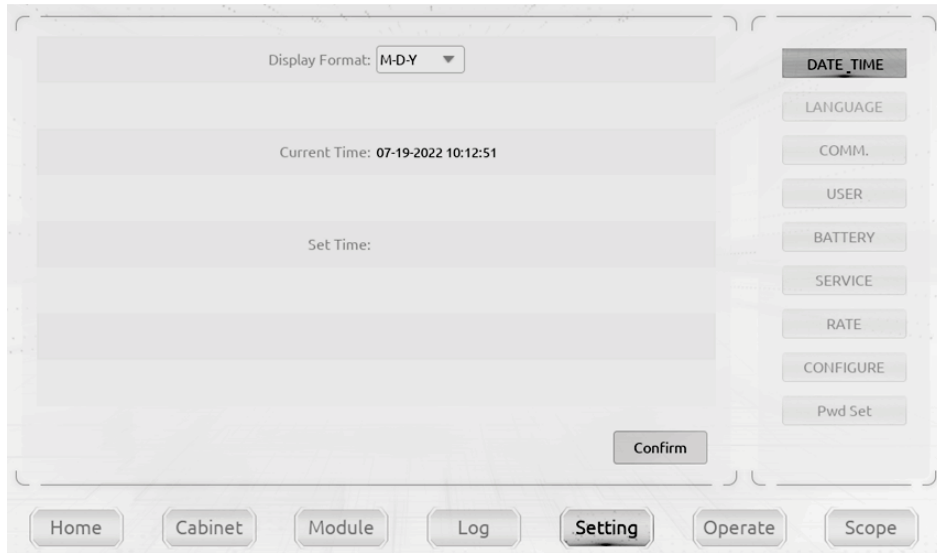 Display Format: M-D-Y
Current Time: 07-19-2022 10:12:51
Set Time:
Confirm
DATE_TIME
LANGUAGE
COMM.
USER
BATTERY
SERVICE
RATE
CONFIGURE
Pwd Set
Home Cabinet Module Log Setting Operate Scope